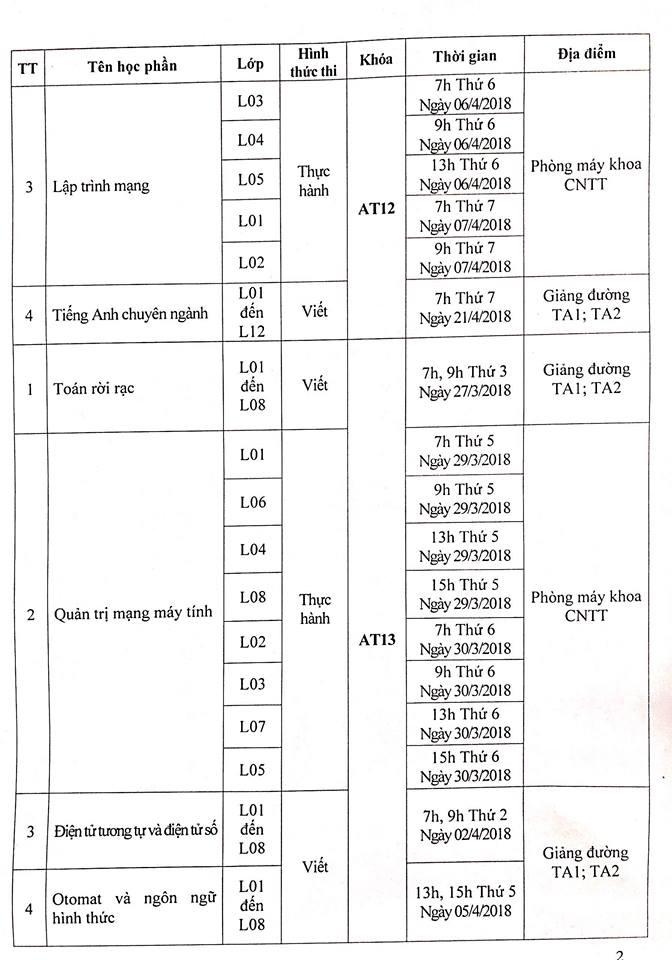 TT
Tên học phần
Lớp
Hình
thức thi
Khóa
Thời gian
Địa điểm
3
Lập trình mạng
L03
L04
L05
L01
L02
Thực
hành
AT12
7h Thứ 6
Ngày 06/4/2018
9h Thứ 6
Ngày 06/4/2018
13h Thứ 6
Ngày 06/4/2018
7h Thứ 7
Ngày 07/4/2018
9h Thứ 7
Ngày 07/4/2018
Phòng máy khoa
CNTT
4
Tiếng Anh chuyên ngành
L01
đến
L12
Viết
7h Thứ 7
Ngày 21/4/2018
Giảng đường
TA1; TA2
1
Toán rời rạc
L01
đến
L08
Viết
AT13
7h, 9h Thứ 3
Ngày 27/3/2018
Giảng đường
TA1; TA2
2
Quản trị mạng máy tính
L01
L06
L04
L08
L02
L03
L07
L05
Thực
hành
7h Thứ 5
Ngày 29/3/2018
9h Thứ 5
Ngày 29/3/2018
13h Thứ 5
Ngày 29/3/2018
15h Thứ 5
Ngày 29/3/2018
7h Thứ 6
Ngày 30/3/2018
9h Thứ 6
Ngày 30/3/2018
13h Thứ 6
Ngày 30/3/2018
15h Thứ 6
Ngày 30/3/2018
Phòng máy khoa
CNTT
3
Điện tử tương tự và điện tử số
L01
đến
L08
Viết
7h, 9h Thứ 2
Ngày 02/4/2018
Giảng đường
TA1; TA2
4
Otomat và ngôn ngữ
hình thức
L01
đến
L08
13h, 15h Thứ 5
Ngày 05/4/2018
2